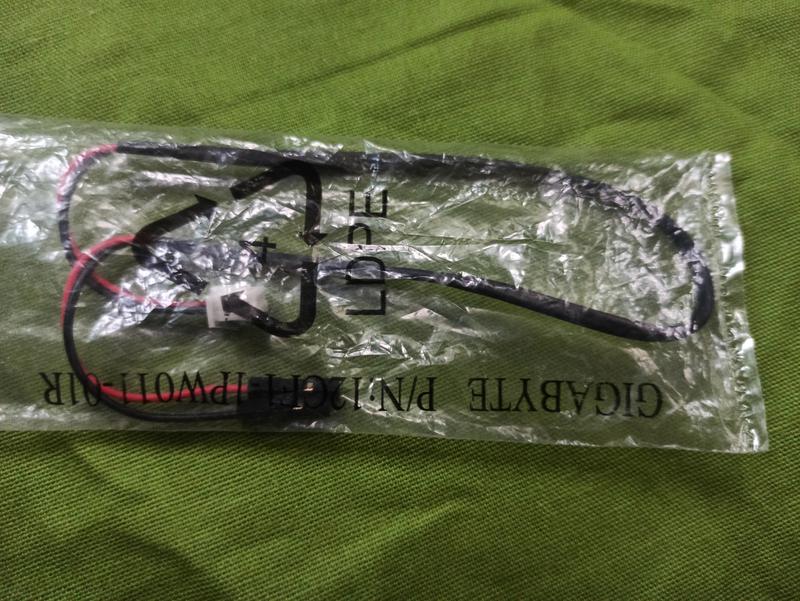 4
LDPE
GIGABYTE P/N:12CF1-1PW011-01R